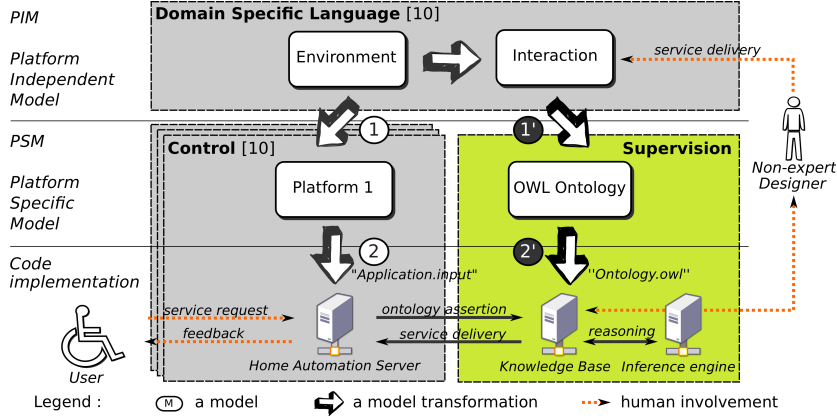 PIM
Domain Specific Language [10]
Environment
Interaction
service delivery
Platform
Independent
Model
1
1'
PSM
Control [10]
Supervision
Non-expert
Designer
Platform
Specific
Model
Platform 1
OWL Ontology
2
2'
Code
implementation
"Application.input"
''Ontology.owl''
service request
ontology assertion
feedback
service delivery
reasoning
User
Home Automation Server
Knowledge Base
Inference engine
Legend :
M
a model
a model transformation
human involvement